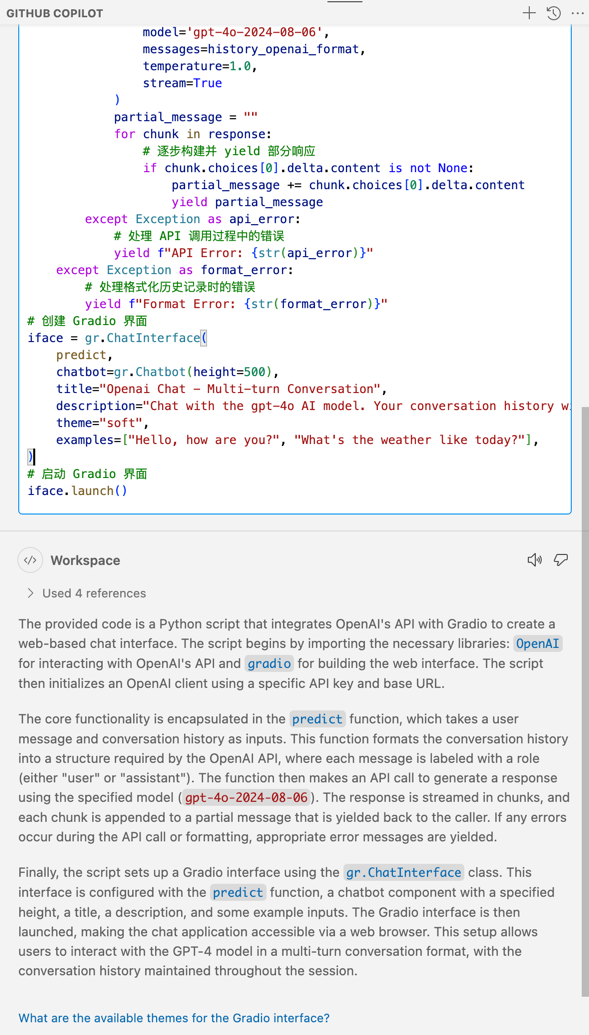 GITHUB COPILOT
model='gpt-4o-2024-08-06',
messages=history_openai_format,
temperature=1.0,
stream=True
)
partial_message = ""
for chunk in response:
# 逐步构建并 yield 部分响应
if chunk.choices[0].delta.content is not None:
partial_message += chunk.choices[0].delta.content
yield partial_message
except Exception as api_error:
# 处理 API 调用过程中的错误
yield f"API Error: {str(api_error)}"
except Exception as format_error:
# 处理格式化历史记录时的错误
yield f"Format Error: {str(format_error)}"
# 创建 Gradio 界面
iface = gr.ChatInterface(
predict,
chatbot=gr.Chatbot(height=500),
title="Openai Chat – Multi-turn Conversation",
description="Chat with the gpt-4o AI model. Your conversation history w
theme="soft",
examples=["Hello, how are you?", "What's the weather like today?"],
)
# 启动 Gradio 界面
iface.launch()
Workspace
Used 4 references
The provided code is a Python script that integrates OpenAI's API with Gradio to create a
web-based chat interface. The script begins by importing the necessary libraries: OpenAI
for interacting with OpenAI's API and gradio for building the web interface. The script
then initializes an OpenAI client using a specific API key and base URL.
The core functionality is encapsulated in the predict function, which takes a user
message and conversation history as inputs. This function formats the conversation history
into a structure required by the OpenAI API, where each message is labeled with a role
(either "user" or "assistant"). The function then makes an API call to generate a response
using the specified model (gpt-4o-2024-08-06). The response is streamed in chunks, and
each chunk is appended to a partial message that is yielded back to the caller. If any errors
occur during the API call or formatting, appropriate error messages are yielded.
Finally, the script sets up a Gradio interface using the gr.ChatInterface class. This
interface is configured with the predict function, a chatbot component with a specified
height, a title, a description, and some example inputs. The Gradio interface is then
launched, making the chat application accessible via a web browser. This setup allows
users to interact with the GPT-4 model in a multi-turn conversation format, with the
conversation history maintained throughout the session.
What are the available themes for the Gradio interface?